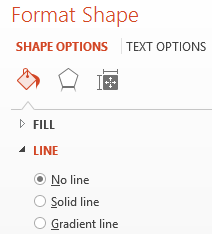 Format Shape
SHAPE OPTIONS TEXT OPTIONS
FILL
LINE
No line
Solid line
Gradient line